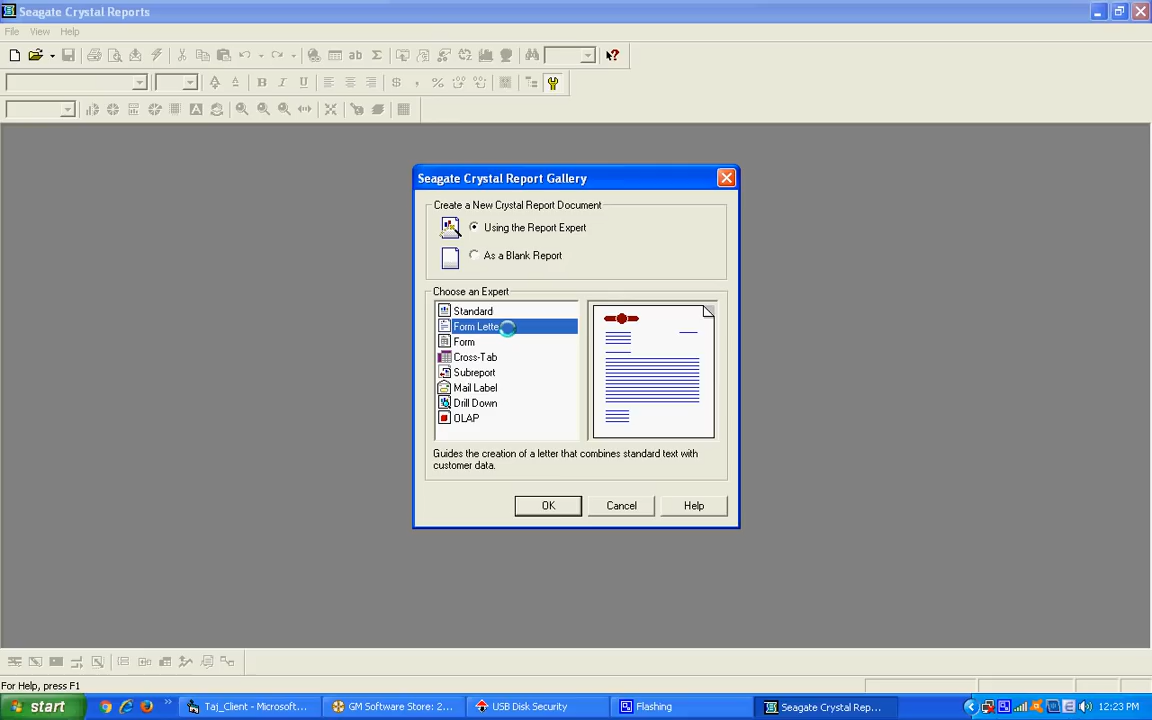 Seagate Crystal Reports
File View Help
Seagate Crystal Report Gallery
Create a New Crystal Report Document
Using the Report Expert
As a Blank Report
Choose an Expert
Standard
Form Lette
Form
Cross-Tab
Subreport
Mail Label
Drill Down
OLAP
Guides the creation of a letter that combines standard text with
customer data.
OK Cancel Help
For Help, press F1
start Taj_Client - Microsoft... GM Software Store: 2... USB Disk Security Flashing Seagate Crystal Rep... 12:23 PM